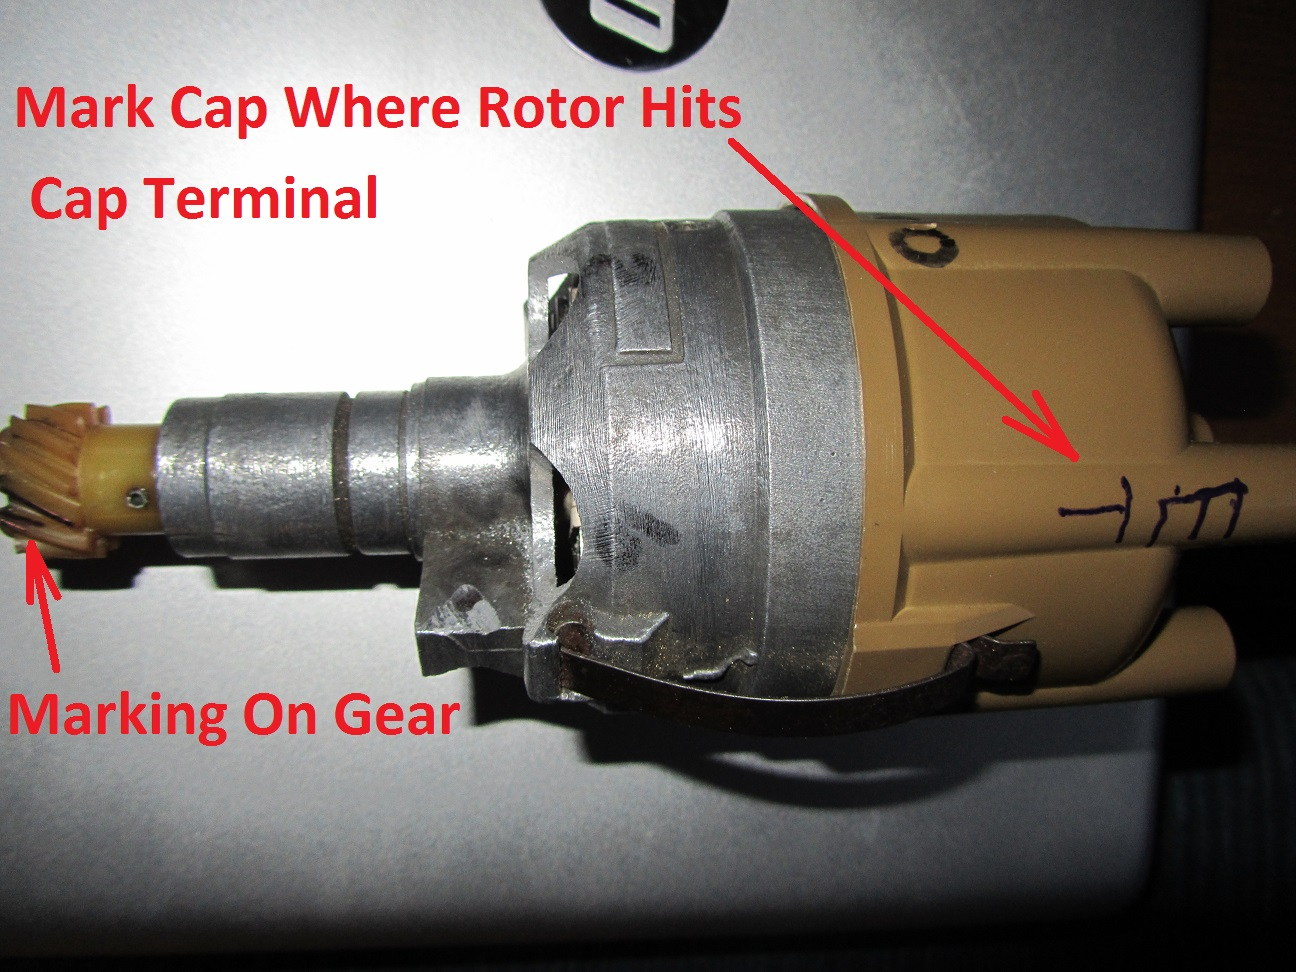 Mark Cap Where Rotor Hits
Cap Terminal
Marking On Gear